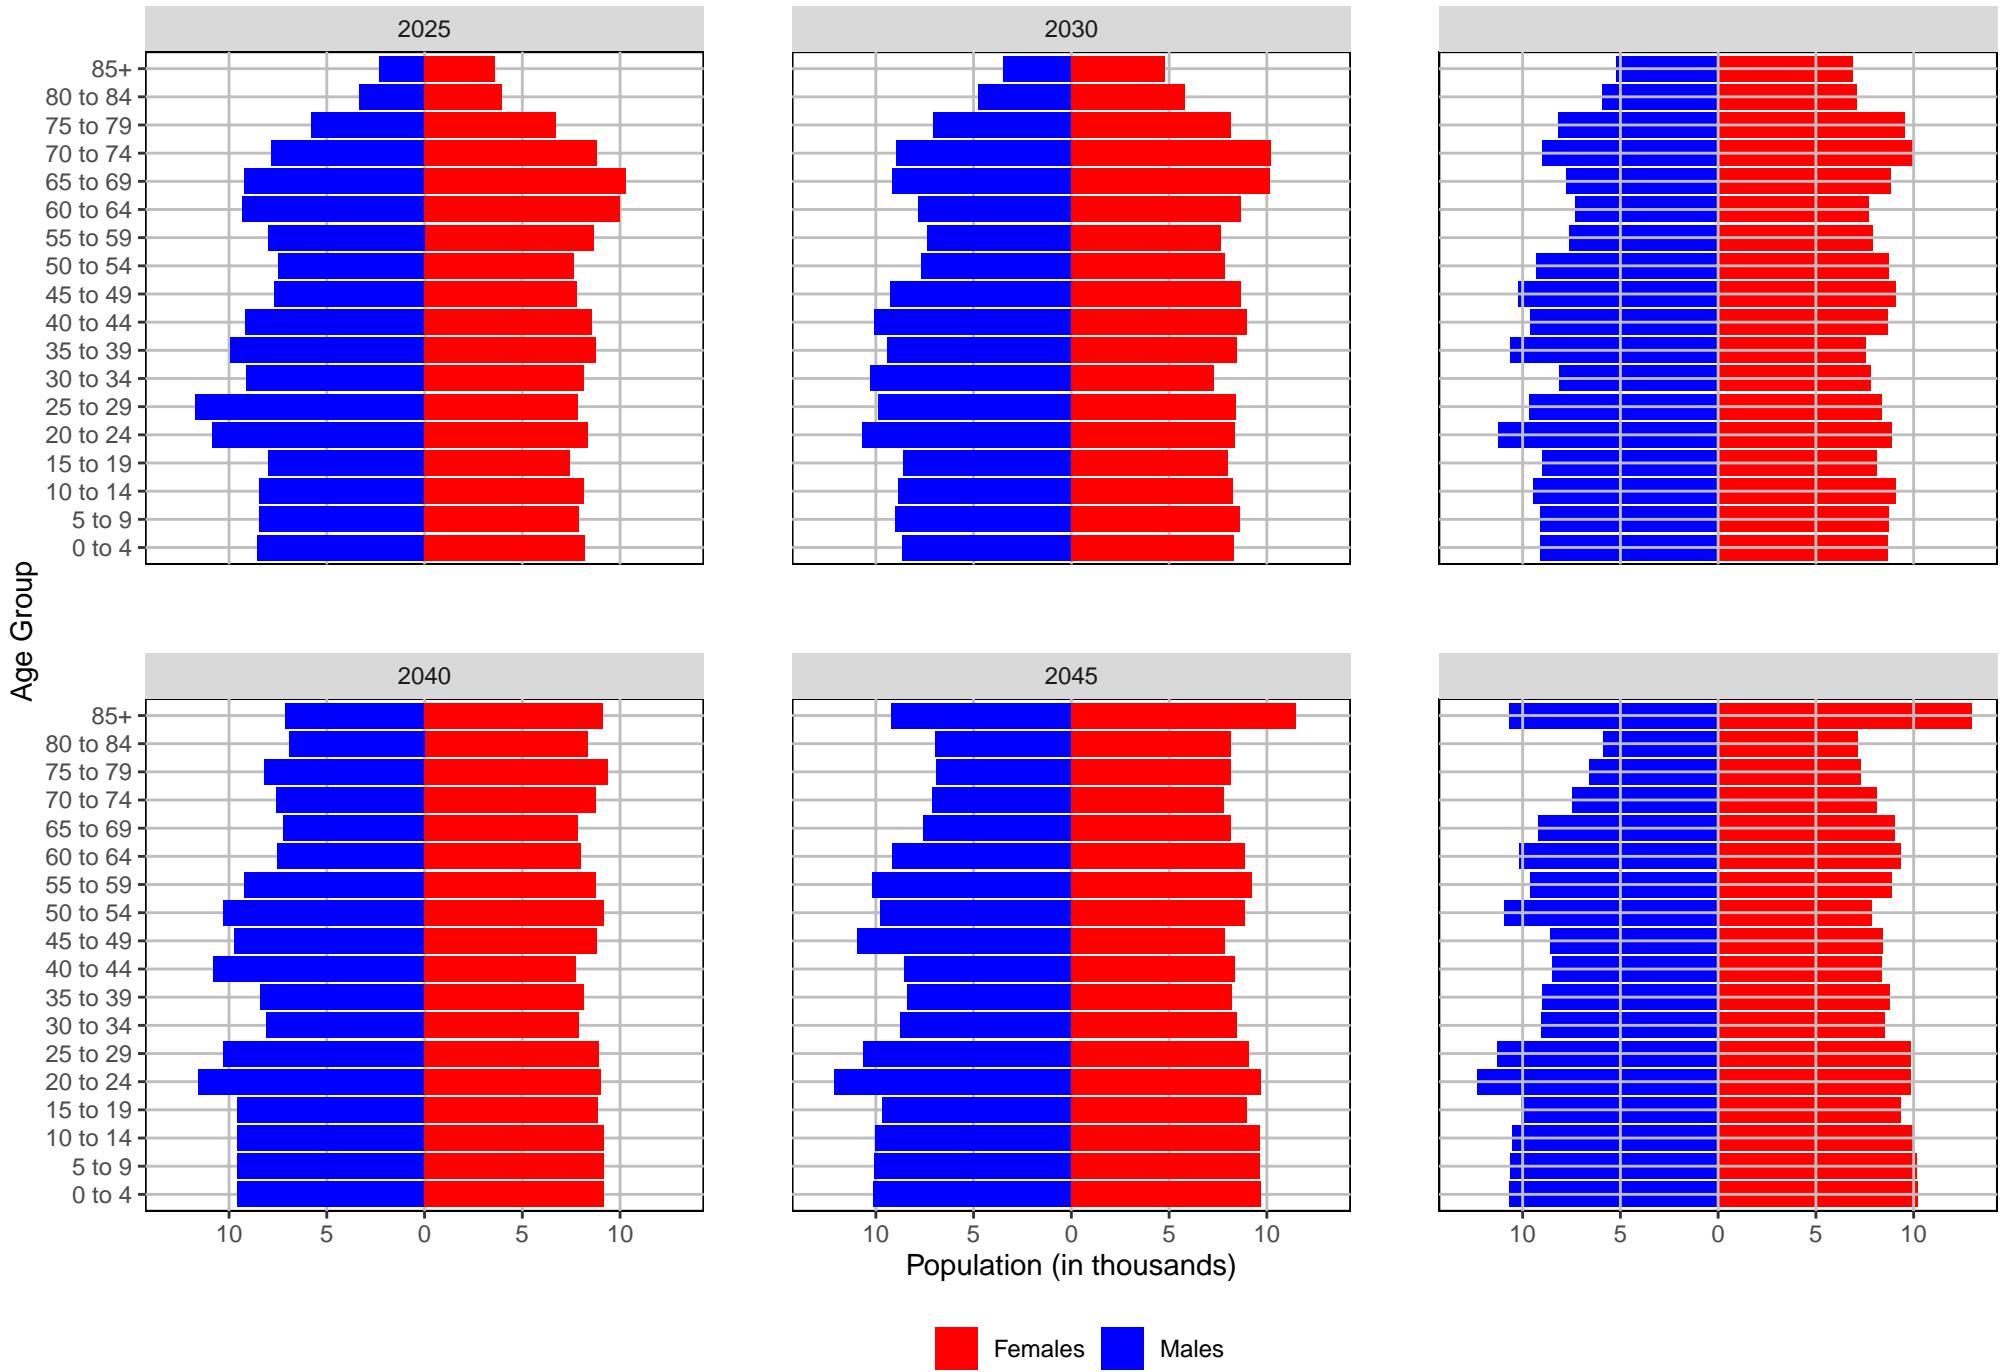 2025
2030
85+
80 to 84
75 to 79
70 to 74
65 to 69
60 to 64
55 to 59
50 to 54
45 to 49
40 to 44
35 to 39
30 to 34
25 to 29
20 to 24
15 to 19
10 to 14
5 to 9
0 to 4
Age Group
2040
2045
85+
80 to 84
75 to 79
70 to 74
65 to 69
60 to 64
55 to 59
50 to 54
45 to 49
40 to 44
35 to 39
30 to 34
25 to 29
20 to 24
15 to 19
10 to 14
5 to 9
0 to 4
10 5 0 5 10
10 5 0 5 10
10 5 0 5 10
Population (in thousands)
Females Males